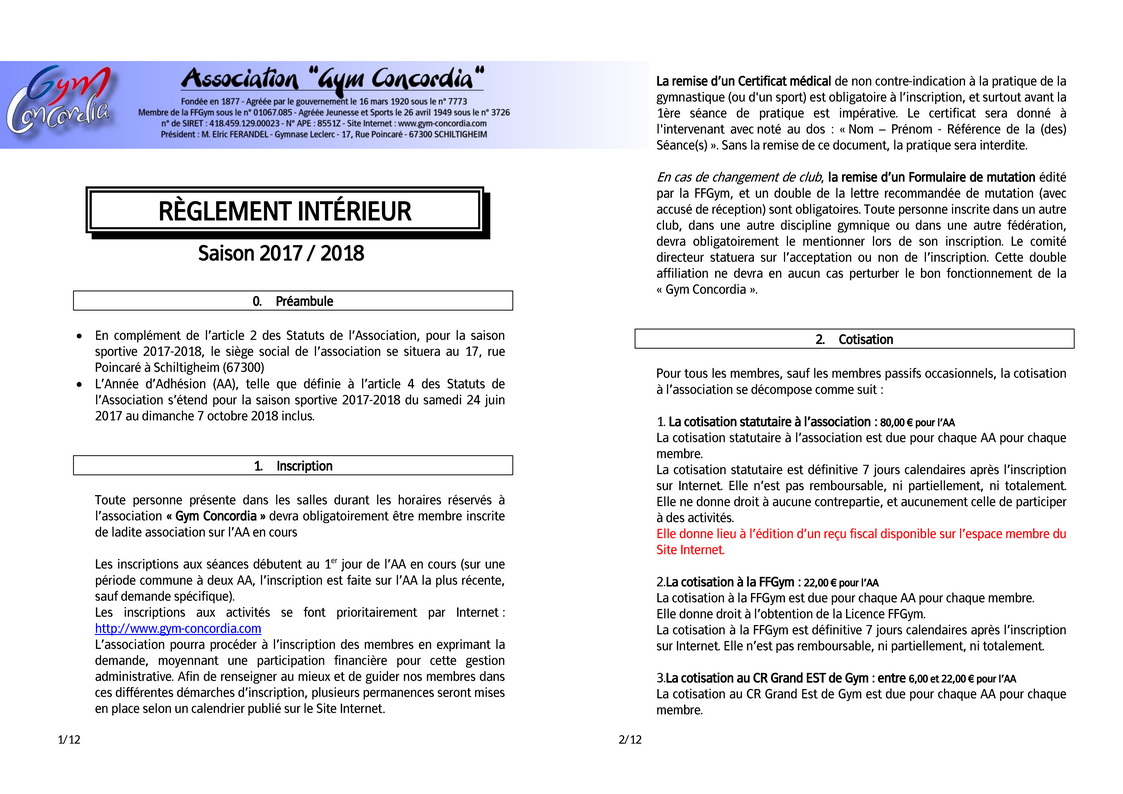 Gym
Concordia
Association "Gym Concordia"
Fondée en 1877 - Agréée par le gouvernement le 16 mars 1920 sous le n° 7773
Membre de la FFGym sous le n° 01067.085 - Agréée Jeunesse et Sports le 26 avril 1949 sous le n° 3726
n° de SIRET : 418.459.129.00023 - N° APE : 8551Z - Site Internet : www.gym-concordia.com
Président : M. Elric FERANDEL - Gymnase Leclerc - 17, Rue Poincaré - 67300 SCHILTIGHEIM
RÈGLEMENT INTÉRIEUR
Saison 2017 / 2018
0. Préambule
• En complément de l'article 2 des Statuts de l'Association, pour la saison
sportive 2017-2018, le siège social de l'association se situera au 17, rue
Poincaré à Schiltigheim (67300)
• L'Année d'Adhésion (AA), telle que définie à l'article 4 des Statuts de
l'Association s'étend pour la saison sportive 2017-2018 du samedi 24 juin
2017 au dimanche 7 octobre 2018 inclus.
1. Inscription
Toute personne présente dans les salles durant les horaires réservés à
l'association « Gym Concordia » devra obligatoirement être membre inscrite
de ladite association sur l'AA en cours
Les inscriptions aux séances débutent au 1er jour de l'AA en cours (sur une
période commune à deux AA, l'inscription est faite sur l'AA la plus récente,
sauf demande spécifique).
Les inscriptions aux activités se font prioritairement par Internet :
http://www.gym-concordia.com
L'association pourra procéder à l'inscription des membres en exprimant la
demande, moyennant une participation financière pour cette gestion
administrative. Afin de renseigner au mieux et de guider nos membres dans
ces différentes démarches d'inscription, plusieurs permanences seront mises
en place selon un calendrier publié sur le Site Internet.
1/12
La remise d'un Certificat médical de non contre-indication à la pratique de la
gymnastique (ou d'un sport) est obligatoire à l'inscription, et surtout avant la
1ère séance de pratique est impérative. Le certificat sera donné à
l'intervenant avec noté au dos : « Nom – Prénom - Référence de la (des)
Séance(s) ». Sans la remise de ce document, la pratique sera interdite.
En cas de changement de club, la remise d'un Formulaire de mutation édité
par la FFGym, et un double de la lettre recommandée de mutation (avec
accusé de réception) sont obligatoires. Toute personne inscrite dans un autre
club, dans une autre discipline gymnique ou dans une autre fédération,
devra obligatoirement le mentionner lors de son inscription. Le comité
directeur statuera sur l'acceptation ou non de l'inscription. Cette double
affiliation ne devra en aucun cas perturber le bon fonctionnement de la
« Gym Concordia ».
2. Cotisation
Pour tous les membres, sauf les membres passifs occasionnels, la cotisation
à l'association se décompose comme suit :
1. La cotisation statutaire à l'association : 80,00 € pour l'AA
La cotisation statutaire à l'association est due pour chaque AA pour chaque
membre.
La cotisation statutaire est définitive 7 jours calendaires après l'inscription
sur Internet. Elle n'est pas remboursable, ni partiellement, ni totalement.
Elle ne donne droit à aucune contrepartie, et aucunement celle de participer
à des activités.
Elle donne lieu à l'édition d'un reçu fiscal disponible sur l'espace membre du
Site Internet.
2.La cotisation à la FFGym : 22,00 € pour l'AA
La cotisation à la FFGym est due pour chaque AA pour chaque membre.
Elle donne droit à l'obtention de la Licence FFGym.
La cotisation à la FFGym est définitive 7 jours calendaires après l'inscription
sur Internet. Elle n'est pas remboursable, ni partiellement, ni totalement.
3.La cotisation au CR Grand EST de Gym : entre 6,00 et 22,00 € pour l'AA
La cotisation au CR Grand Est de Gym est due pour chaque AA pour chaque
membre.
2/12